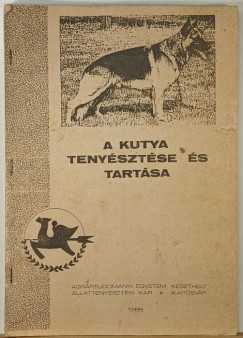 A KUTYA
TENYÉSZTÉSE ÉS
TARTÁSA
AGRÁRTUDOMÁNYI EGYETEM KESZTHELY
ÁLLATTENYÉSZTÉSI KAR KAPOSVÁR